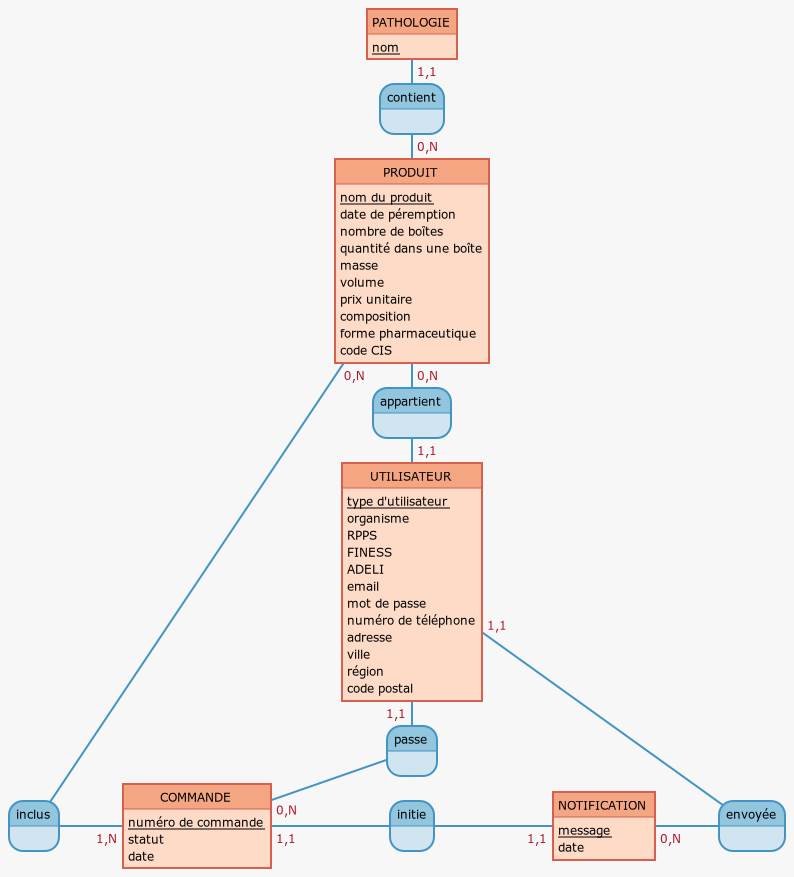 PATHOLOGIE
nom
1,1
contient
0,N
PRODUIT
nom du produit
date de péremption
nombre de boîtes
quantité dans une boîte
masse
volume
prix unitaire
composition
forme pharmaceutique
code CIS
0,N
0,N
appartient
1,1
UTILISATEUR
type d'utilisateur
organisme
RPPS
FINESS
ADELI
email
mot de passe
numéro de téléphone
adresse
ville
région
code postal
1,1
1,1
passe
COMMANDE
numéro de commande
statut
date
0,N
inclus
1,N
1,1
initie
1,1
NOTIFICATION
message
date
0,N
envoyée